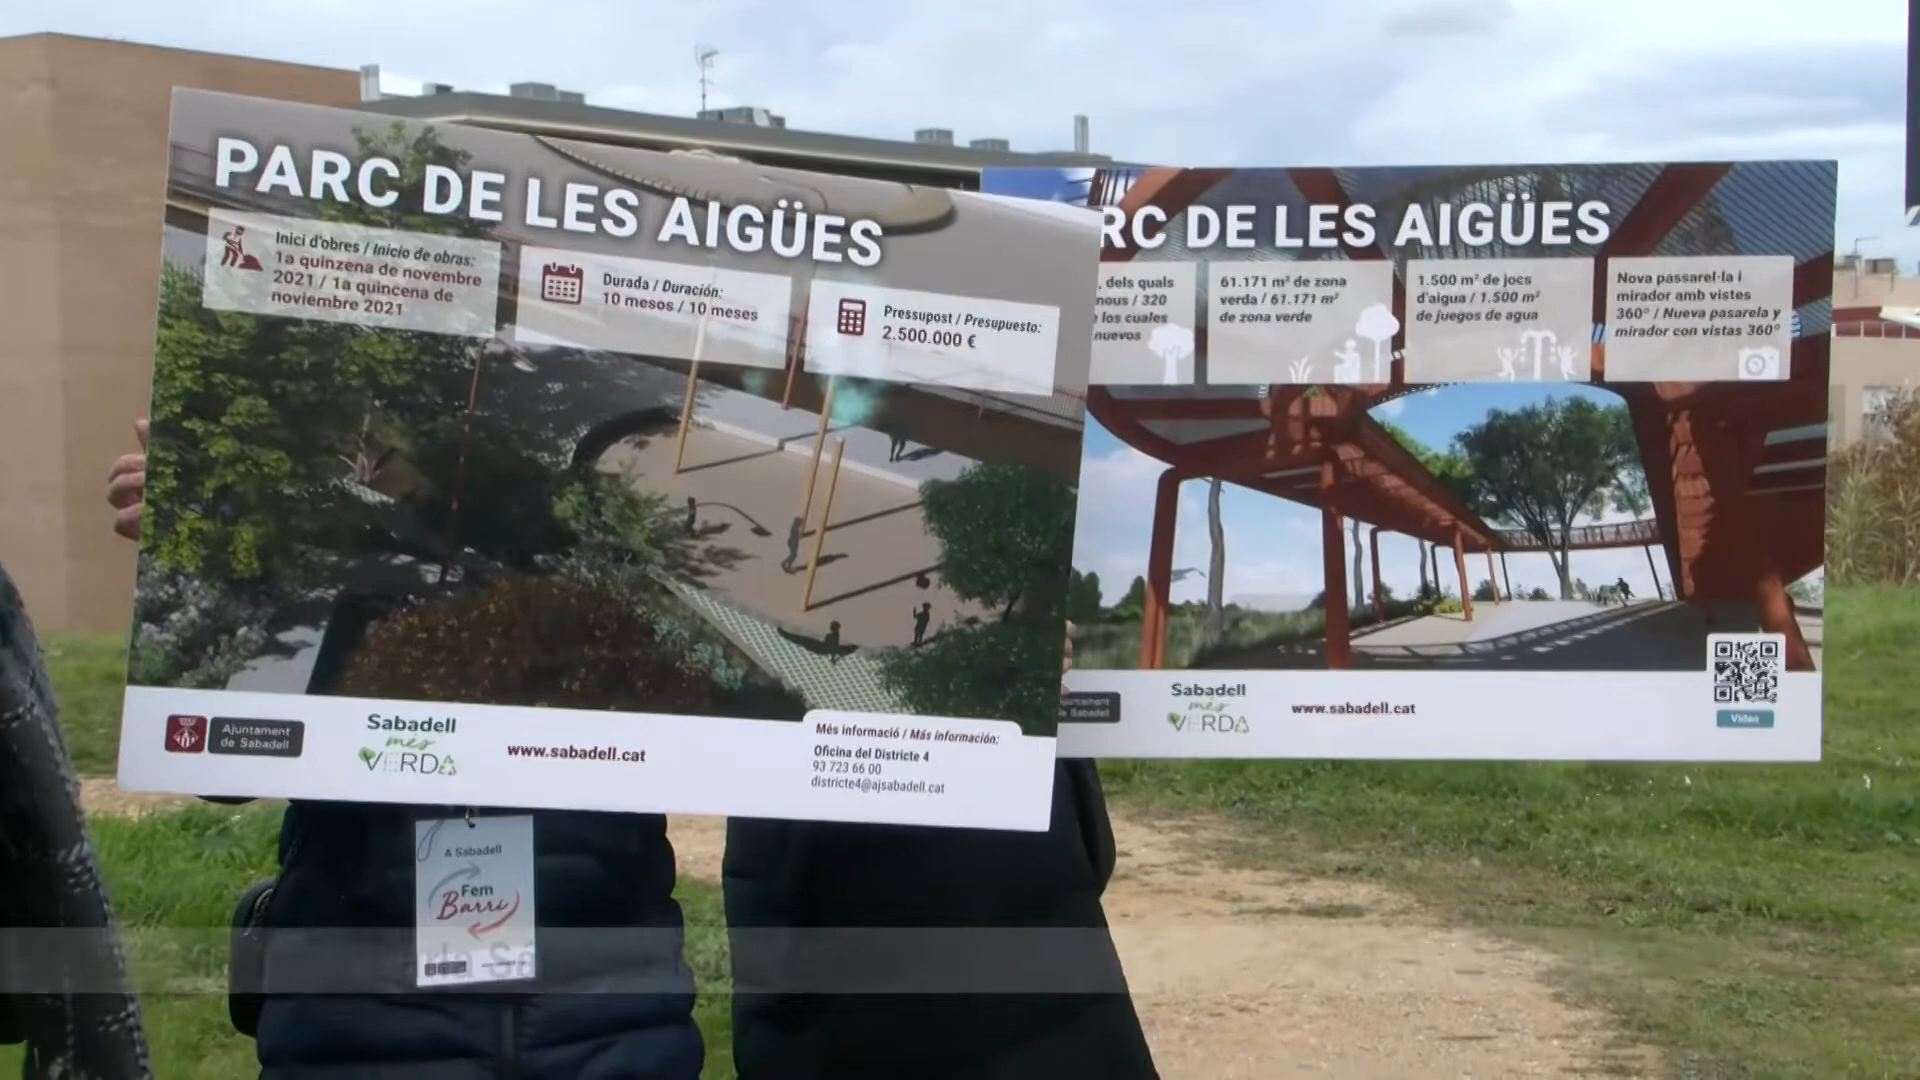 PARC DE LES AIGÜES
Inici d'obres / Inicio de obras:
1a quinzena de novembre
2021 / 1a quincena de
noviembre 2021
Durada / Duración:
10 mesos / 10 meses
Pressupost / Presupuesto:
2.500.000 €
Ajuntament
de Sabadell
Sabadell
més
VERDA
www.sabadell.cat
Més informació / Más información:
Oficina del Districte 4
93 723 66 00
districte4@ajsabadell.cat
RC DE LES AIGÜES
, dels quals
nous / 320
los cuales
nuevos
61.171 m² de zona
verda / 61.171 m²
de zona verde
1.500 m² de jocs
d'aigua / 1.500 m²
de juegos de agua
Nova passarel·la i
mirador amb vistes
360º / Nueva pasarela y
mirador con vistas 360º
de Sabadell
Sabadell
més
VERDA
www.sabadell.cat
Vídeo
A Sabadell
Fem
Barri